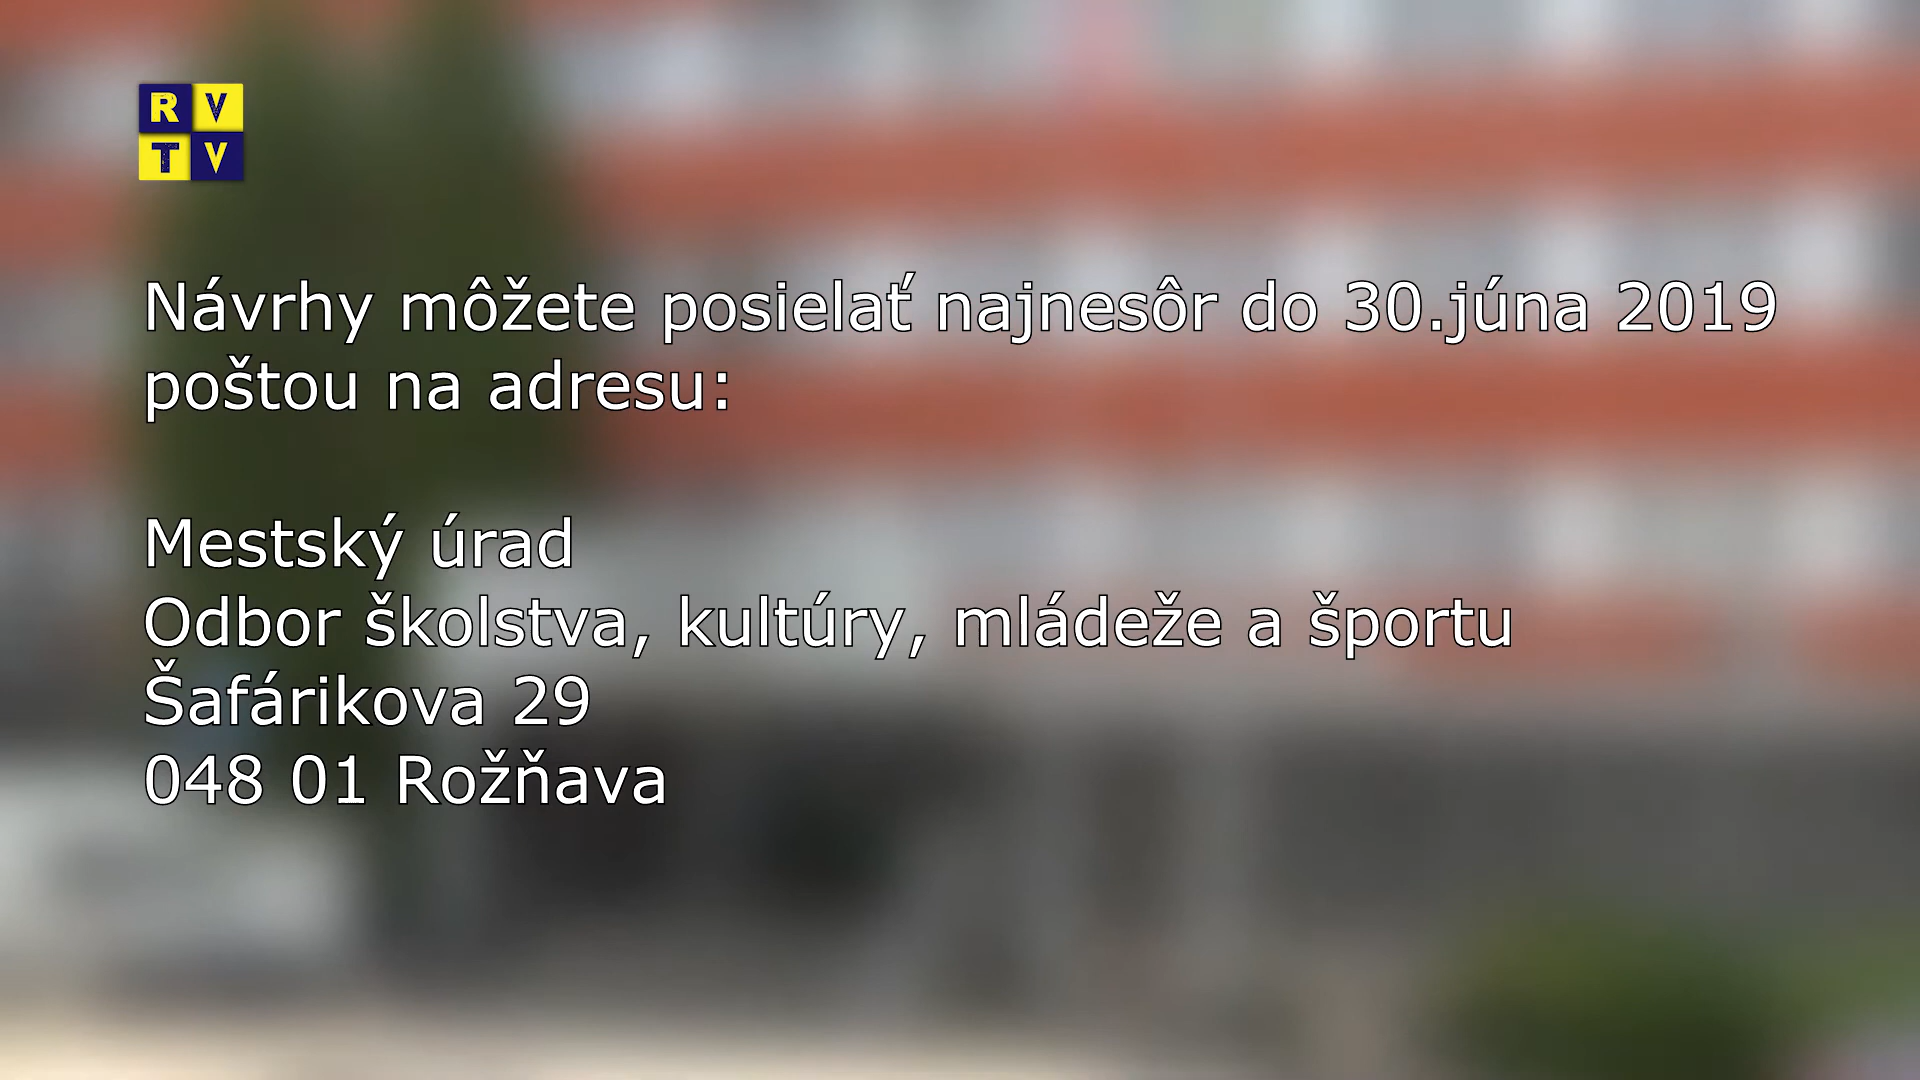 RV
TV
Návrhy môžete posielať najnesôr do 30.júna 2019
poštou na adresu:
Mestský úrad
Odbor školstva, kultúry, mládeže a športu
Šafárikova 29
048 01 Rožňava